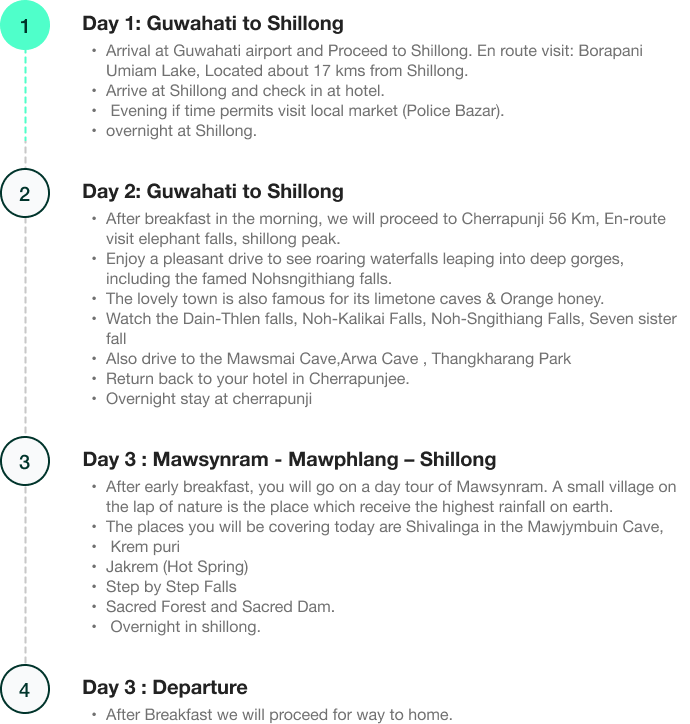 1
Day 1: Guwahati to Shillong
• Arrival at Guwahati airport and Proceed to Shillong. En route visit: Borapani
Umiam Lake, Located about 17 kms from Shillong.
• Arrive at Shillong and check in at hotel.
• Evening if time permits visit local market (Police Bazar).
• overnight at Shillong.
2
Day 2: Guwahati to Shillong
• After breakfast in the morning, we will proceed to Cherrapunji 56 Km, En-route
visit elephant falls, shillong peak.
• Enjoy a pleasant drive to see roaring waterfalls leaping into deep gorges,
including the famed Nohsngithiang falls.
• The lovely town is also famous for its limetone caves & Orange honey.
• Watch the Dain-Thlen falls, Noh-Kalikai Falls, Noh-Sngithiang Falls, Seven sister
fall
• Also drive to the Mawsmai Cave,Arwa Cave , Thangkharang Park
• Return back to your hotel in Cherrapunjee.
• Overnight stay at cherrapunji
3
Day 3 : Mawsynram - Mawphlang – Shillong
• After early breakfast, you will go on a day tour of Mawsynram. A small village on
the lap of nature is the place which receive the highest rainfall on earth.
• The places you will be covering today are Shivalinga in the Mawjymbuin Cave,
• Krem puri
• Jakrem (Hot Spring)
• Step by Step Falls
• Sacred Forest and Sacred Dam.
• Overnight in shillong.
4
Day 3 : Departure
• After Breakfast we will proceed for way to home.